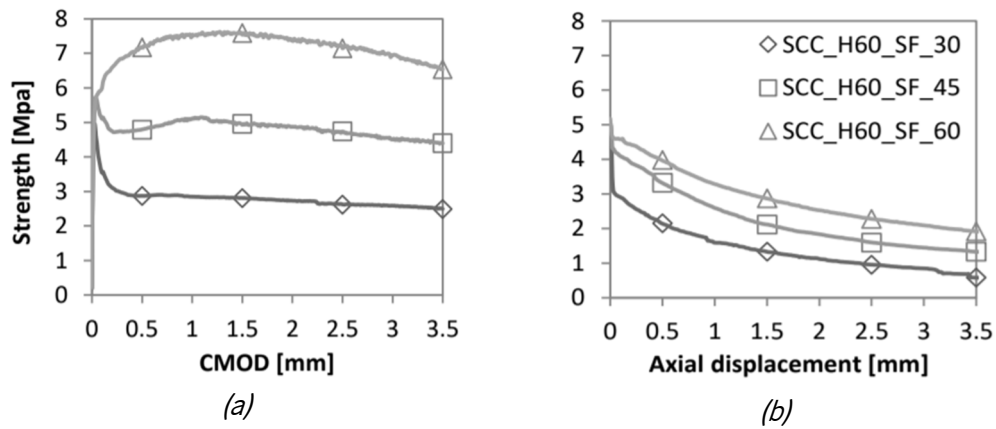 8
7
6
5
4
3
2
1
0
Strength [Mpa]
0 0.5 1 1.5 2 2.5 3 3.5
CMOD [mm]
(a)
8
7
6
5
4
3
2
1
0
SCC_H60_SF_30
SCC_H60_SF_45
SCC_H60_SF_60
0 0.5 1 1.5 2 2.5 3 3.5
Axial displacement [mm]
(b)